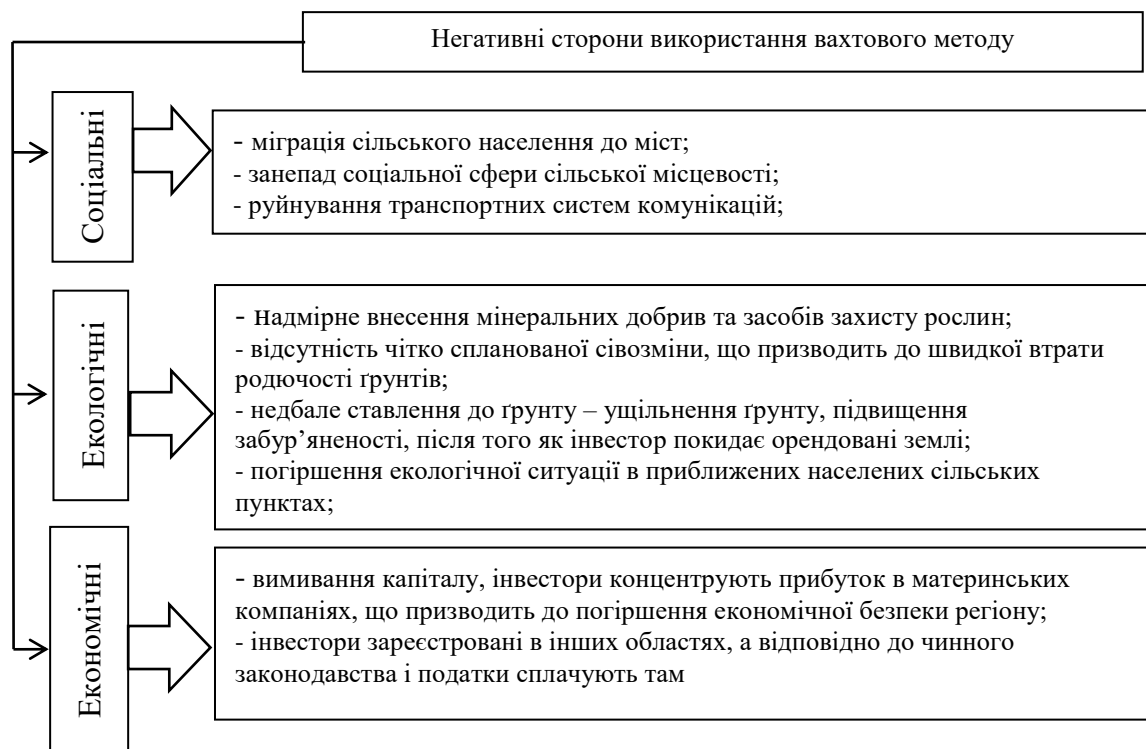 Негативні сторони використання вахтового методу
Соціальні
- міграція сільського населення до міст;
- занепад соціальної сфери сільської місцевості;
- руйнування транспортних систем комунікацій;
Екологічні
- надмірне внесення мінеральних добрив та засобів захисту рослин;
- відсутність чітко спланованої сівозміни, що призводить до швидкої втрати
родючості ґрунтів;
- недбале ставлення до ґрунту – ущільнення ґрунту, підвищення
забур’яненості, після того як інвестор покидає орендовані землі;
- погіршення екологічної ситуації в приближених населених сільських
пунктах;
Економічні
- вимивання капіталу, інвестори концентрують прибуток в материнських
компаніях, що призводить до погіршення економічної безпеки регіону;
- інвестори зареєстровані в інших областях, а відповідно до чинного
законодавства і податки сплачують там